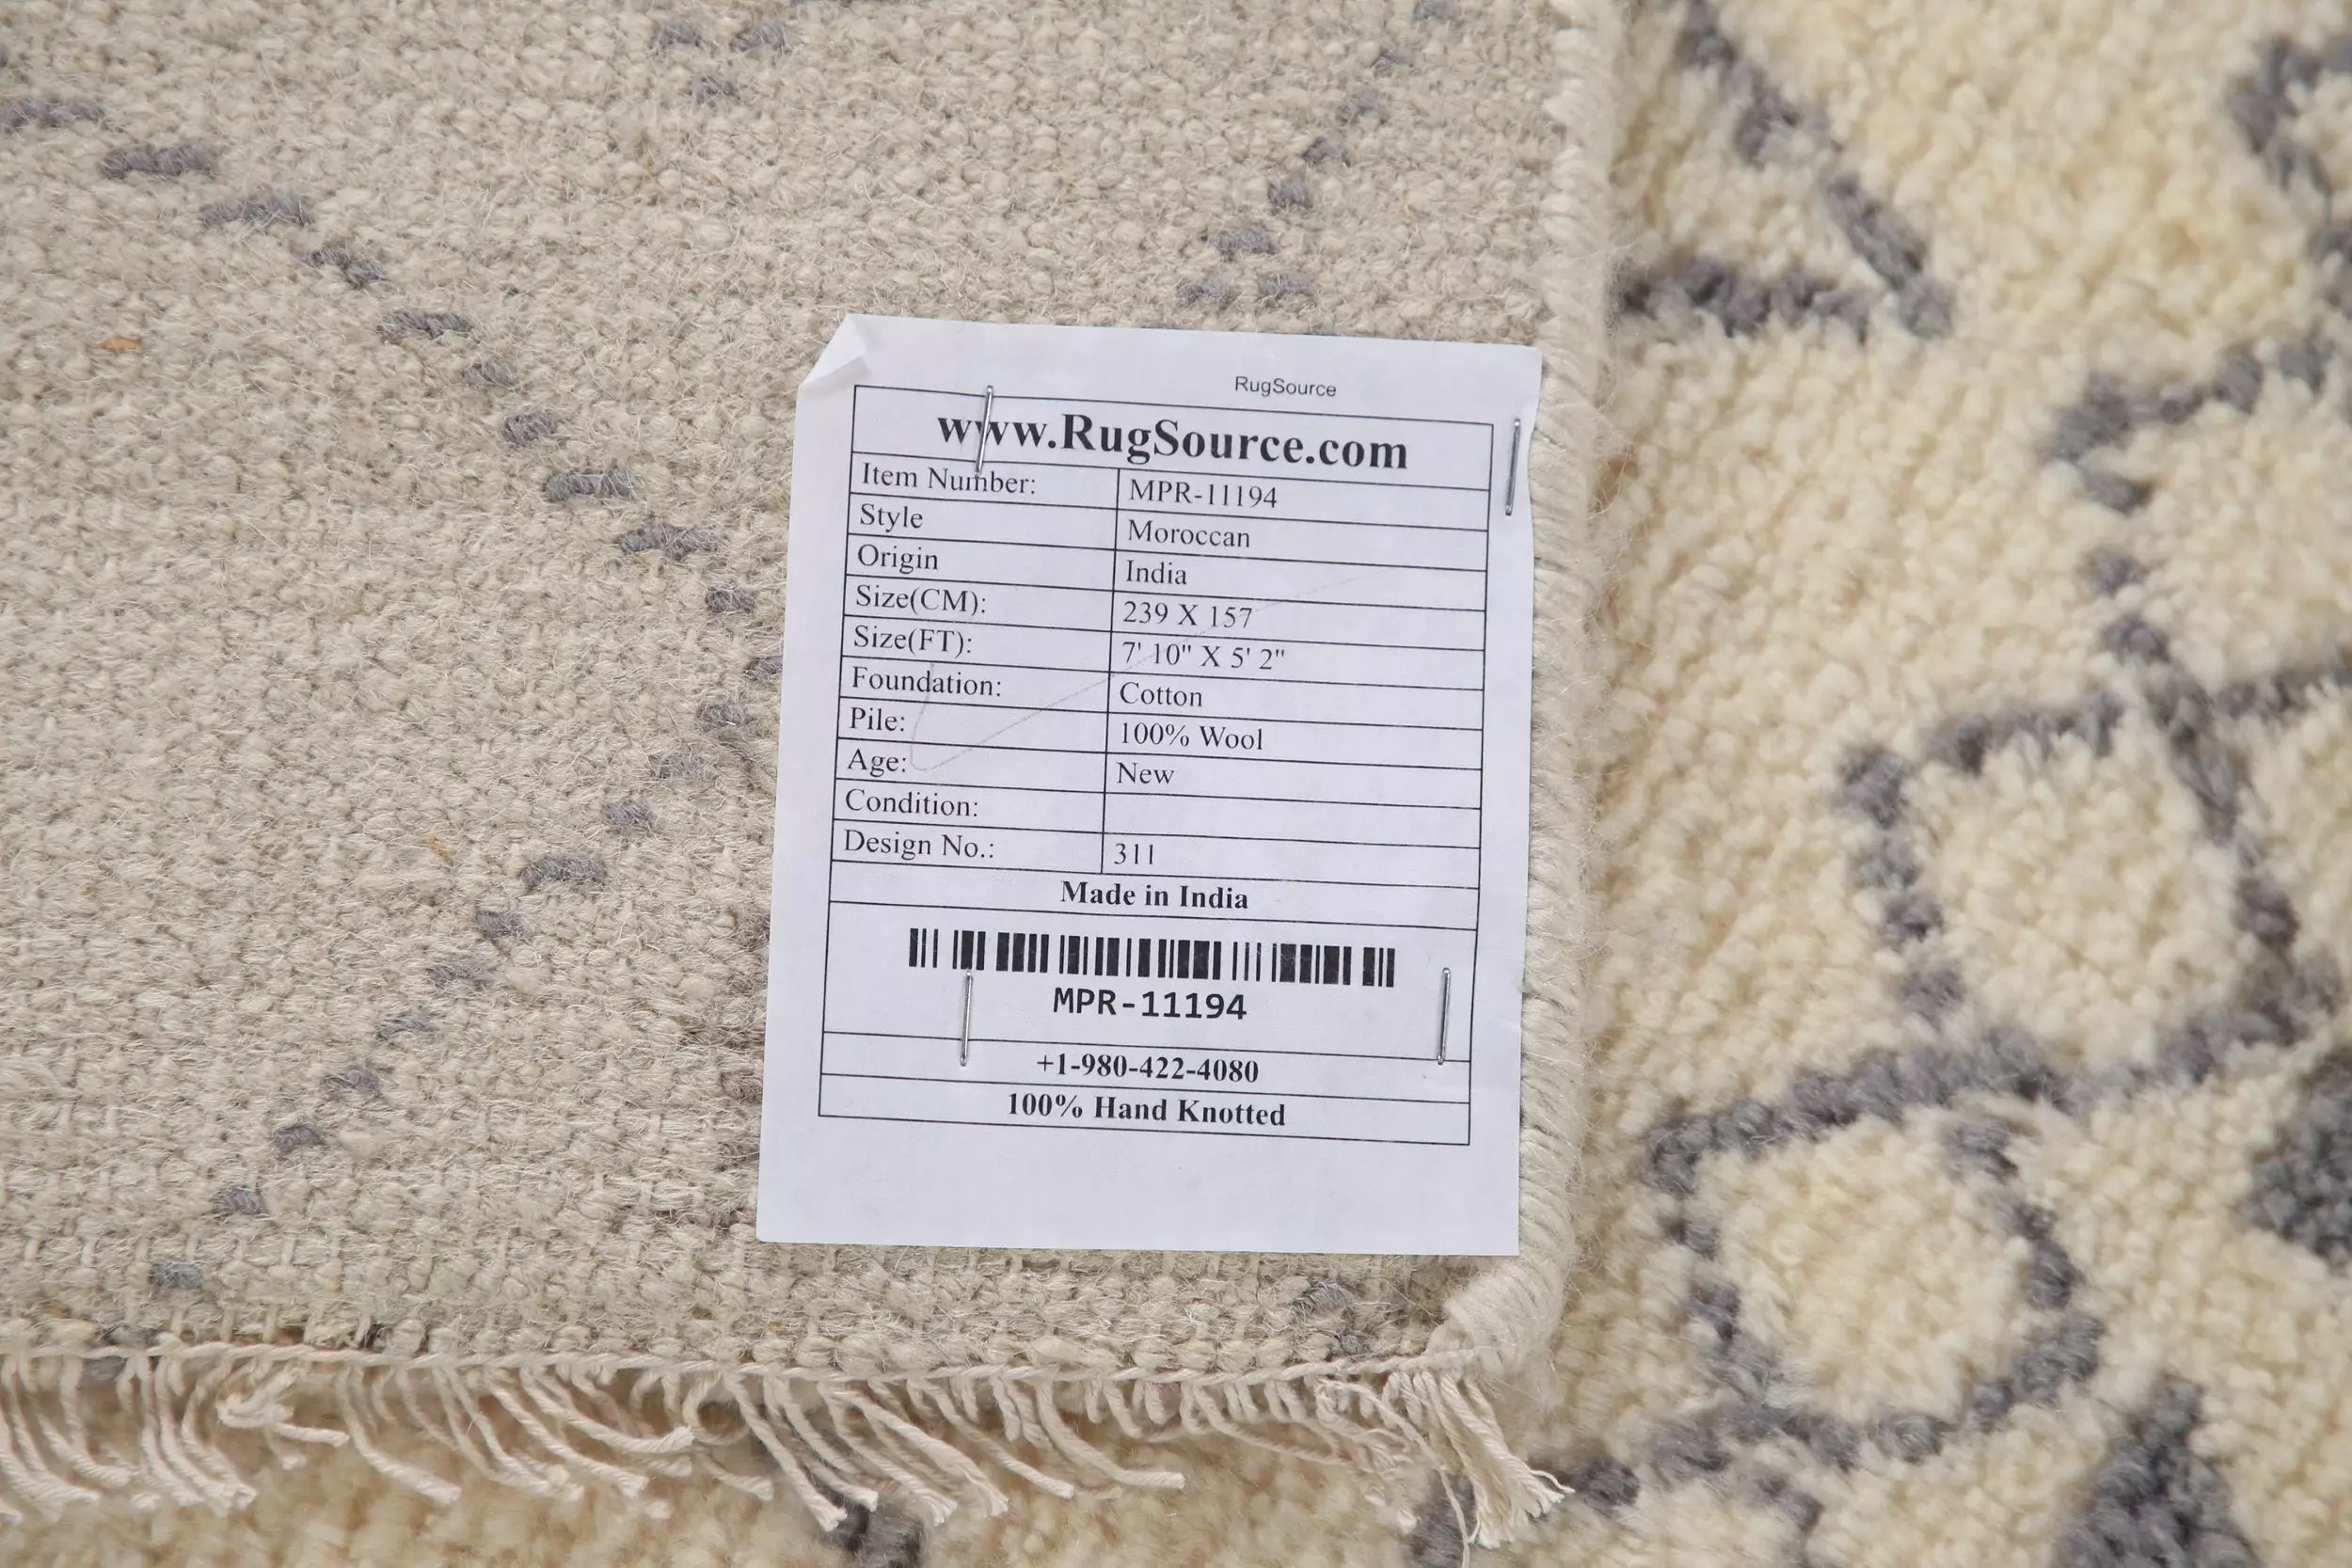 RugSource
www.RugSource.com
Item Number: MPR-11194
Style Moroccan
Origin India
Size(CM): 239 X 157
Size(FT): 7' 10" X 5' 2"
Foundation: Cotton
Pile: 100% Wool
Age: New
Condition:
Design No.: 311
Made in India
MPR-11194
+1-980-422-4080
100% Hand Knotted